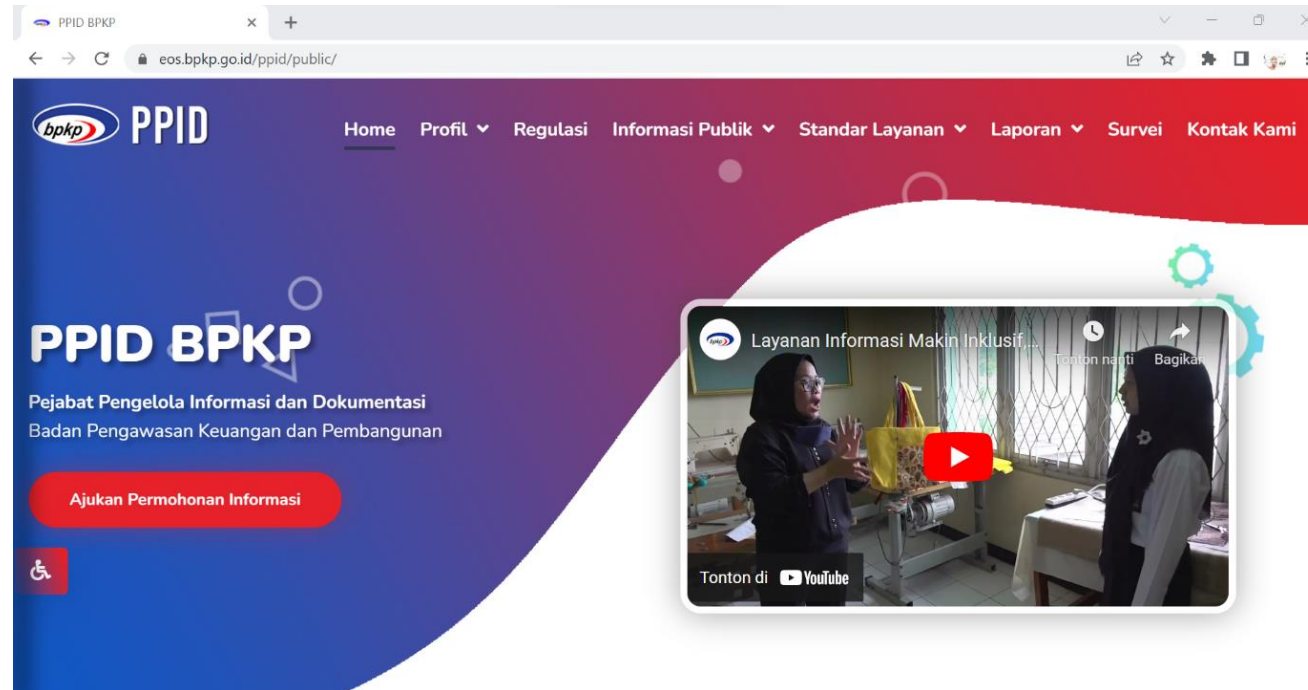 PPID BPKP
eos.bpkp.go.id/ppid/public/
bpkp PPID
Home Profil Regulasi Informasi Publik Standar Layanan Laporan Survei Kontak Kami
PPID BPKP
Pejabat Pengelola Informasi dan Dokumentasi
Badan Pengawasan Keuangan dan Pembangunan
Ajukan Permohonan Informasi
bpkp Layanan Informasi Makin Inklusif,...
Tonton nanti Bagikan
Tonton di YouTube